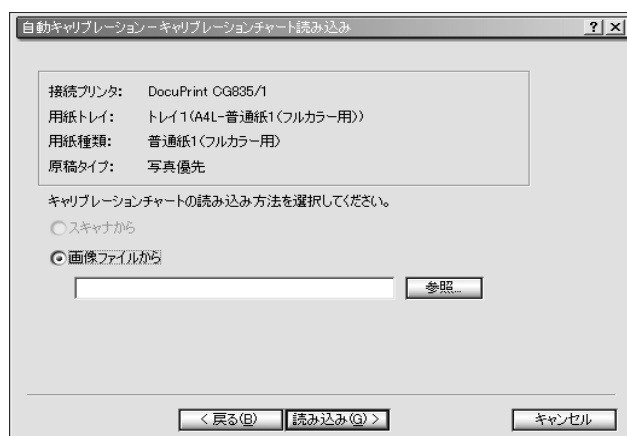 自動キャリブレーション－キャリブレーションチャート読み込み
接続プリンタ: DocuPrint CG835/1
用紙トレイ: トレイ1(A4L-普通紙1(フルカラー用))
用紙種類: 普通紙1(フルカラー用)
原稿タイプ: 写真優先
キャリブレーションチャートの読み込み方法を選択してください。
スキャナから
画像ファイルから
参照...
< 戻る(B) 読み込み(G) > キャンセル